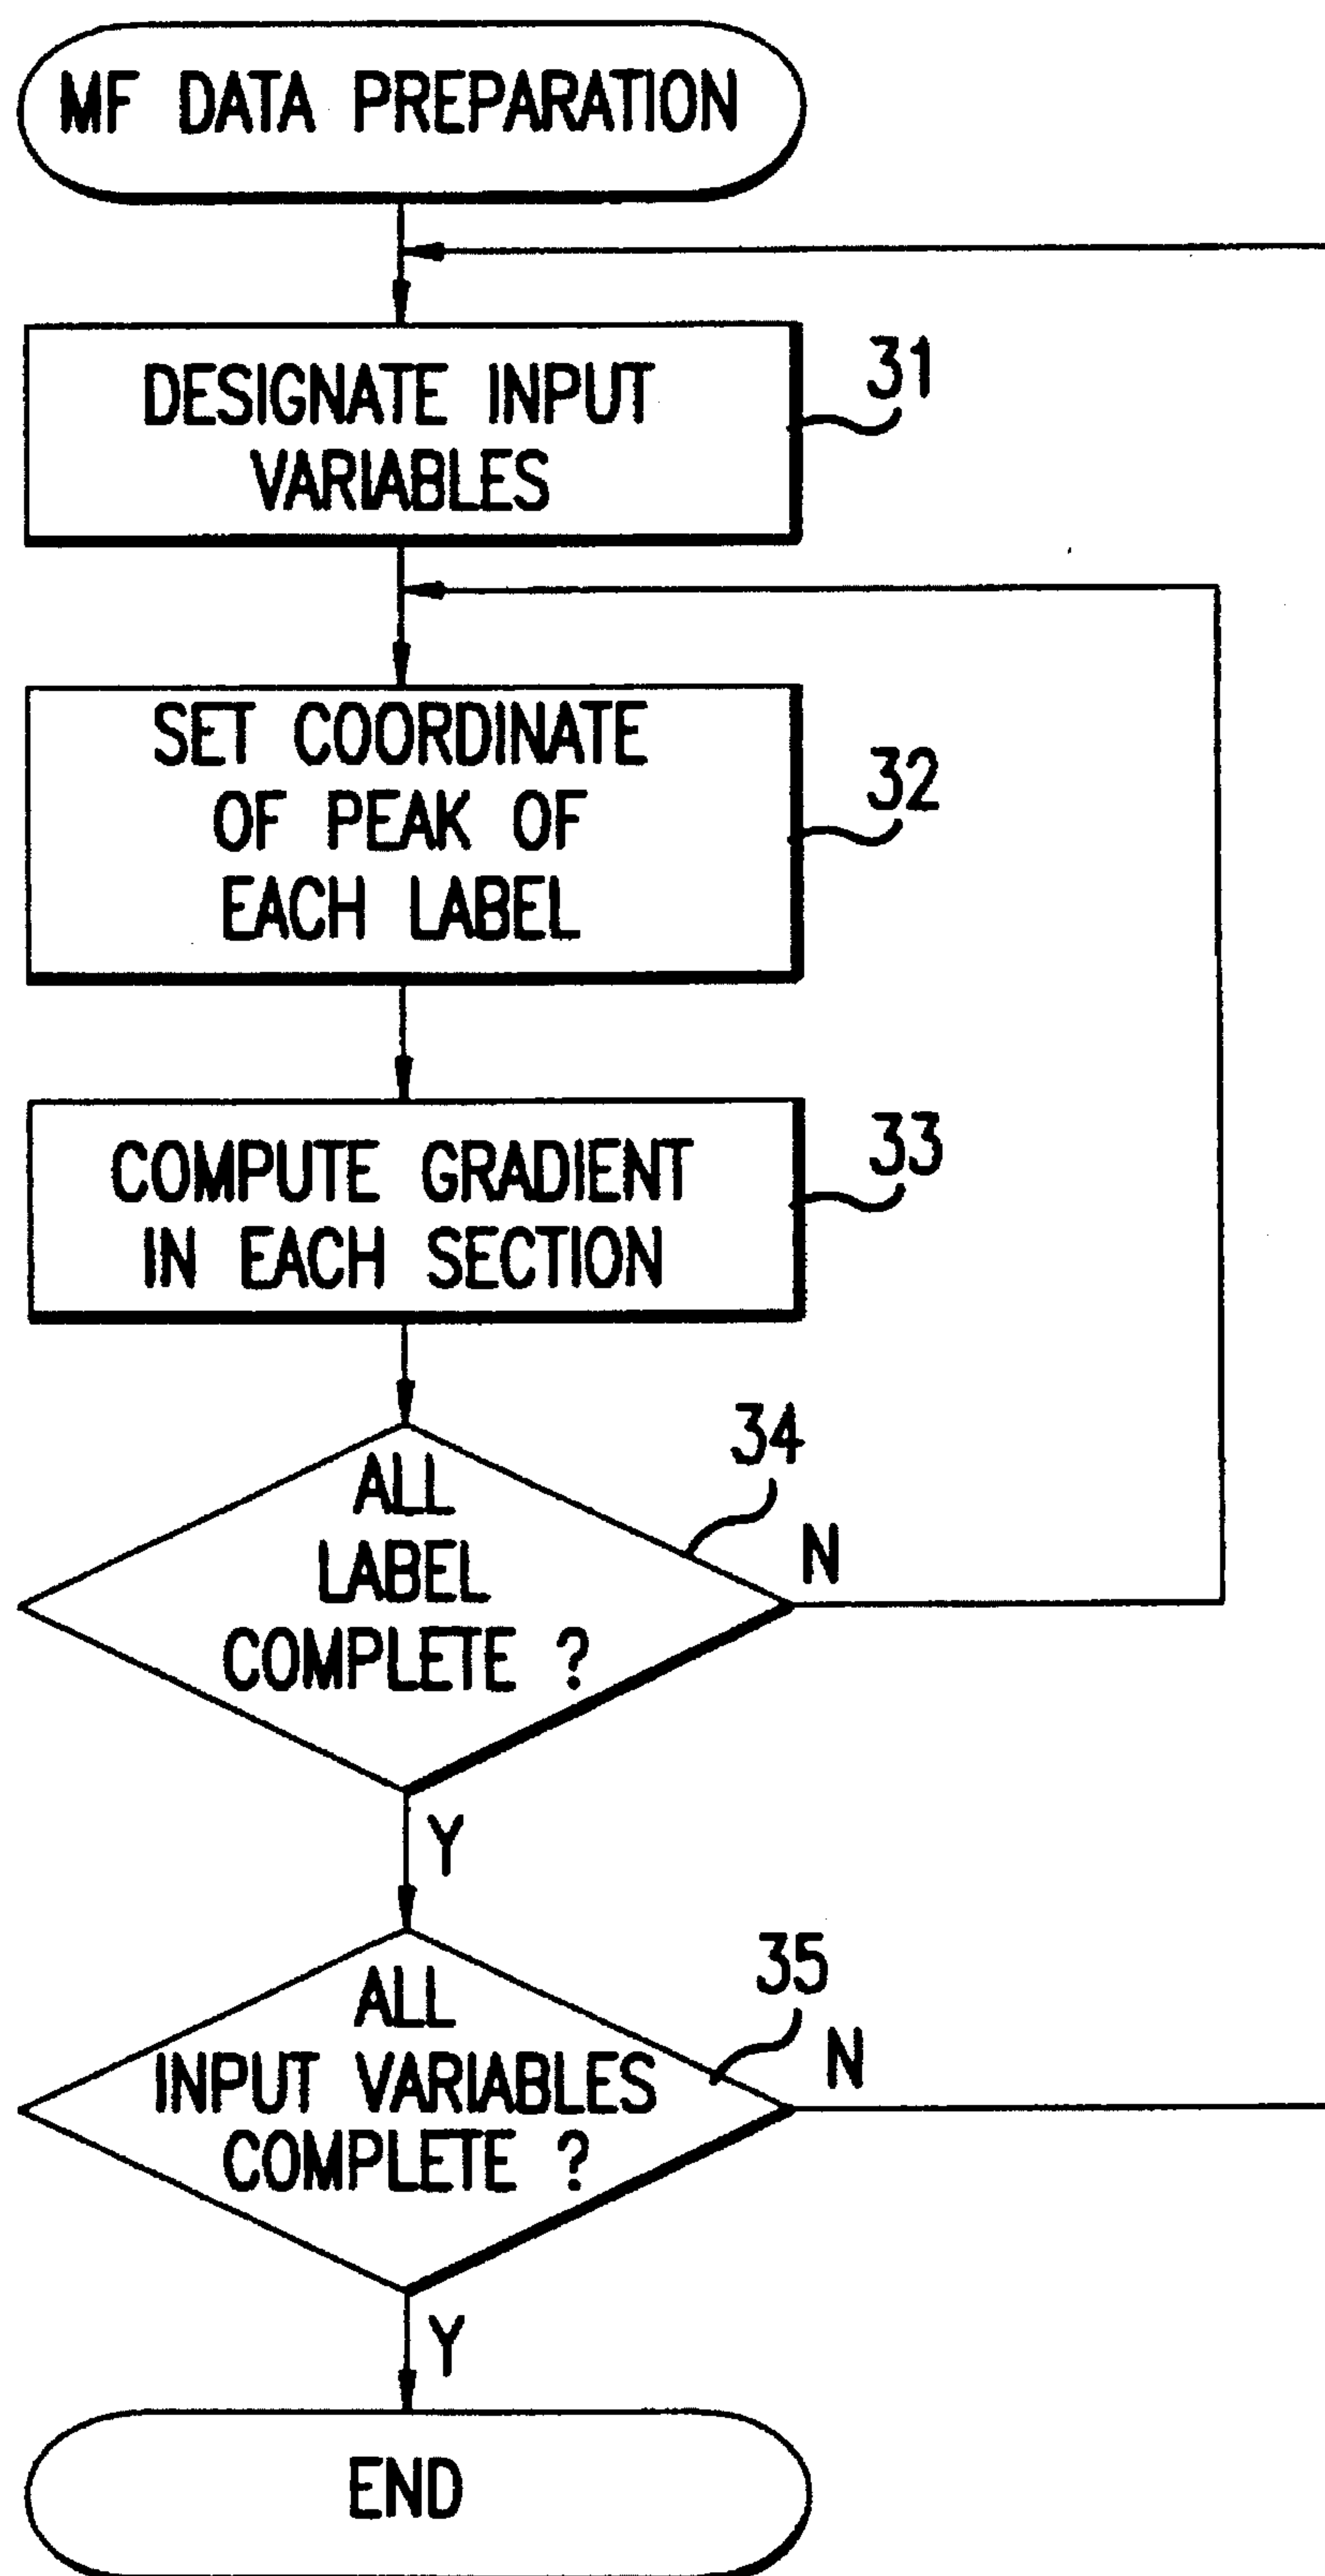 MF DATA PREPARATION
DESIGNATE INPUT
VARIABLES
31
SET COORDINATE
OF PEAK OF
EACH LABEL
32
COMPUTE GRADIENT
IN EACH SECTION
33
ALL
LABEL
COMPLETE ?
34
N
Y
ALL
INPUT VARIABLES
COMPLETE ?
35
N
Y
END